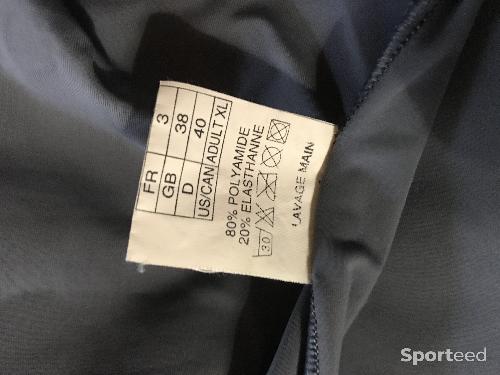 FR 3
GB 38
D 40
US/CAN ADULT XL
80% POLYAMIDE
20% ELASTHANNE
30
LAVAGE MAIN
Sporteed